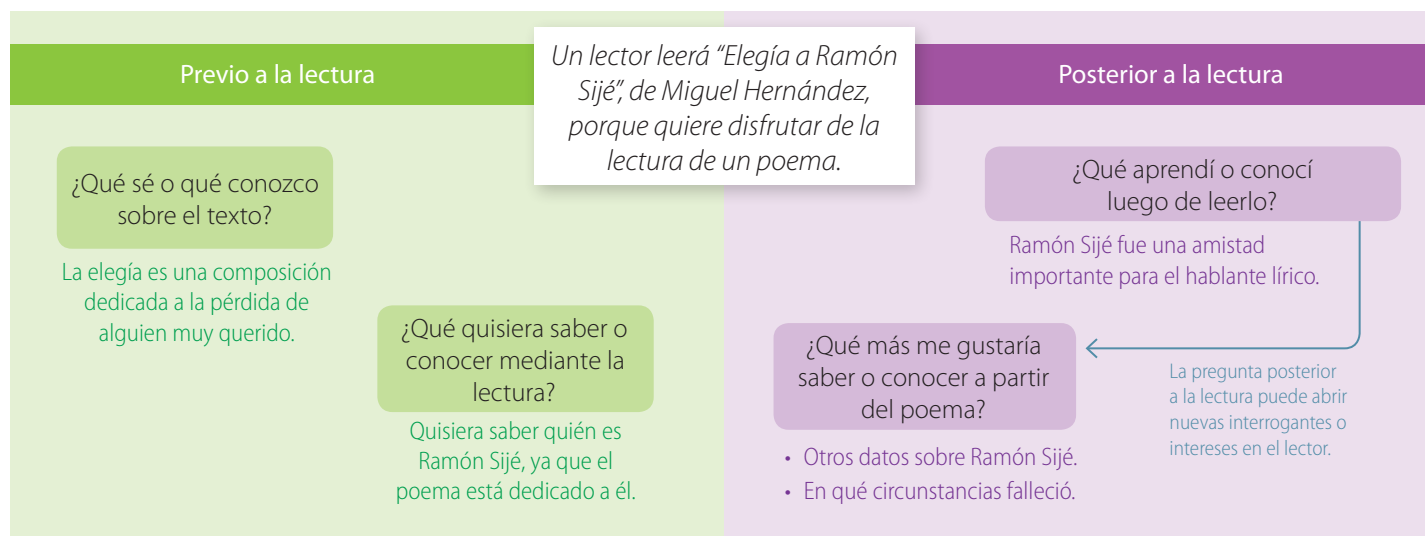 Previo a la lectura
Un lector leerá “Elegía a Ramón
Sijé”, de Miguel Hernández,
porque quiere disfrutar de la
lectura de un poema.
Posterior a la lectura
¿Qué sé o qué conozco
sobre el texto?
La elegía es una composición
dedicada a la pérdida de
alguien muy querido.
¿Qué quisiera saber o
conocer mediante la
lectura?
Quisiera saber quién es
Ramón Sijé, ya que el
poema está dedicado a él.
¿Qué aprendí o conocí
luego de leerlo?
Ramón Sijé fue una amistad
importante para el hablante lírico.
¿Qué más me gustaría
saber o conocer a partir
del poema?
La pregunta posterior
a la lectura puede abrir
nuevas interrogantes o
intereses en el lector.
• Otros datos sobre Ramón Sijé.
• En qué circunstancias falleció.